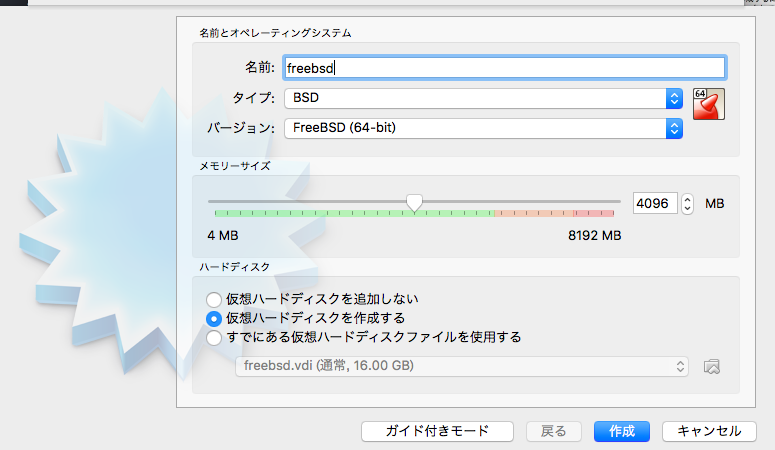 名前とオペレーティングシステム
名前: freebsd
64
タイプ: BSD
バージョン: FreeBSD (64-bit)
メモリーサイズ
4096 MB
4 MB 8192 MB
ハードディスク
仮想ハードディスクを追加しない
仮想ハードディスクを作成する
すでにある仮想ハードディスクファイルを使用する
freebsd.vdi (通常, 16.00 GB)
ガイド付きモード 戻る 作成 キャンセル